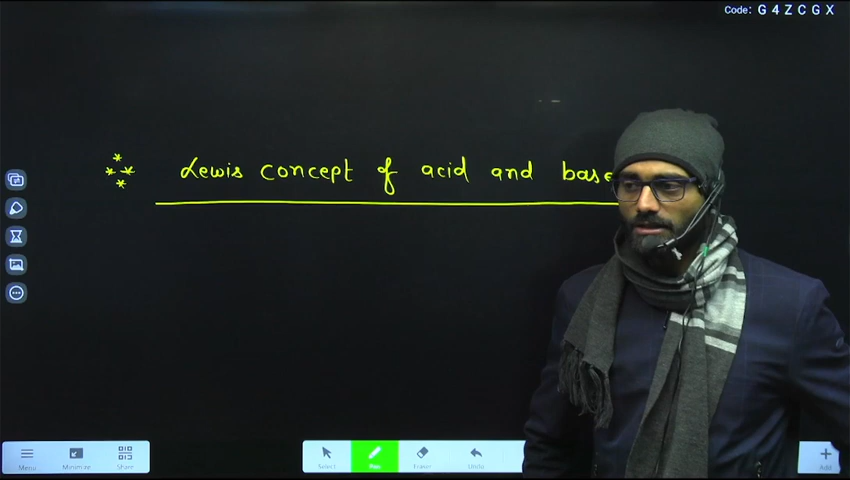 Code: G4ZCGX
Lewis concept of acid and base
Menu
Minimize
Share
Select
Pen
Eraser
Undo
Add